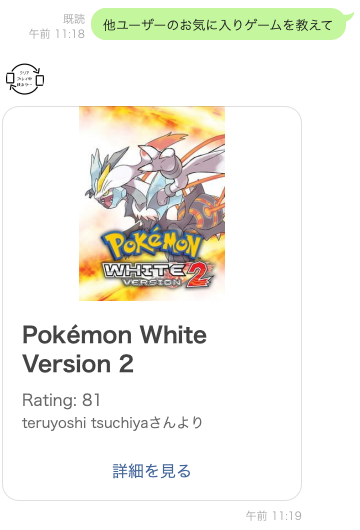 既読
午前 11:18
他ユーザーのお気に入りゲームを教えて
POKÉMON
WHITE
VERSION
2
Pokémon White
Version 2
Rating: 81
teruyoshi tsuchiyaさんより
詳細を見る
午前 11:19